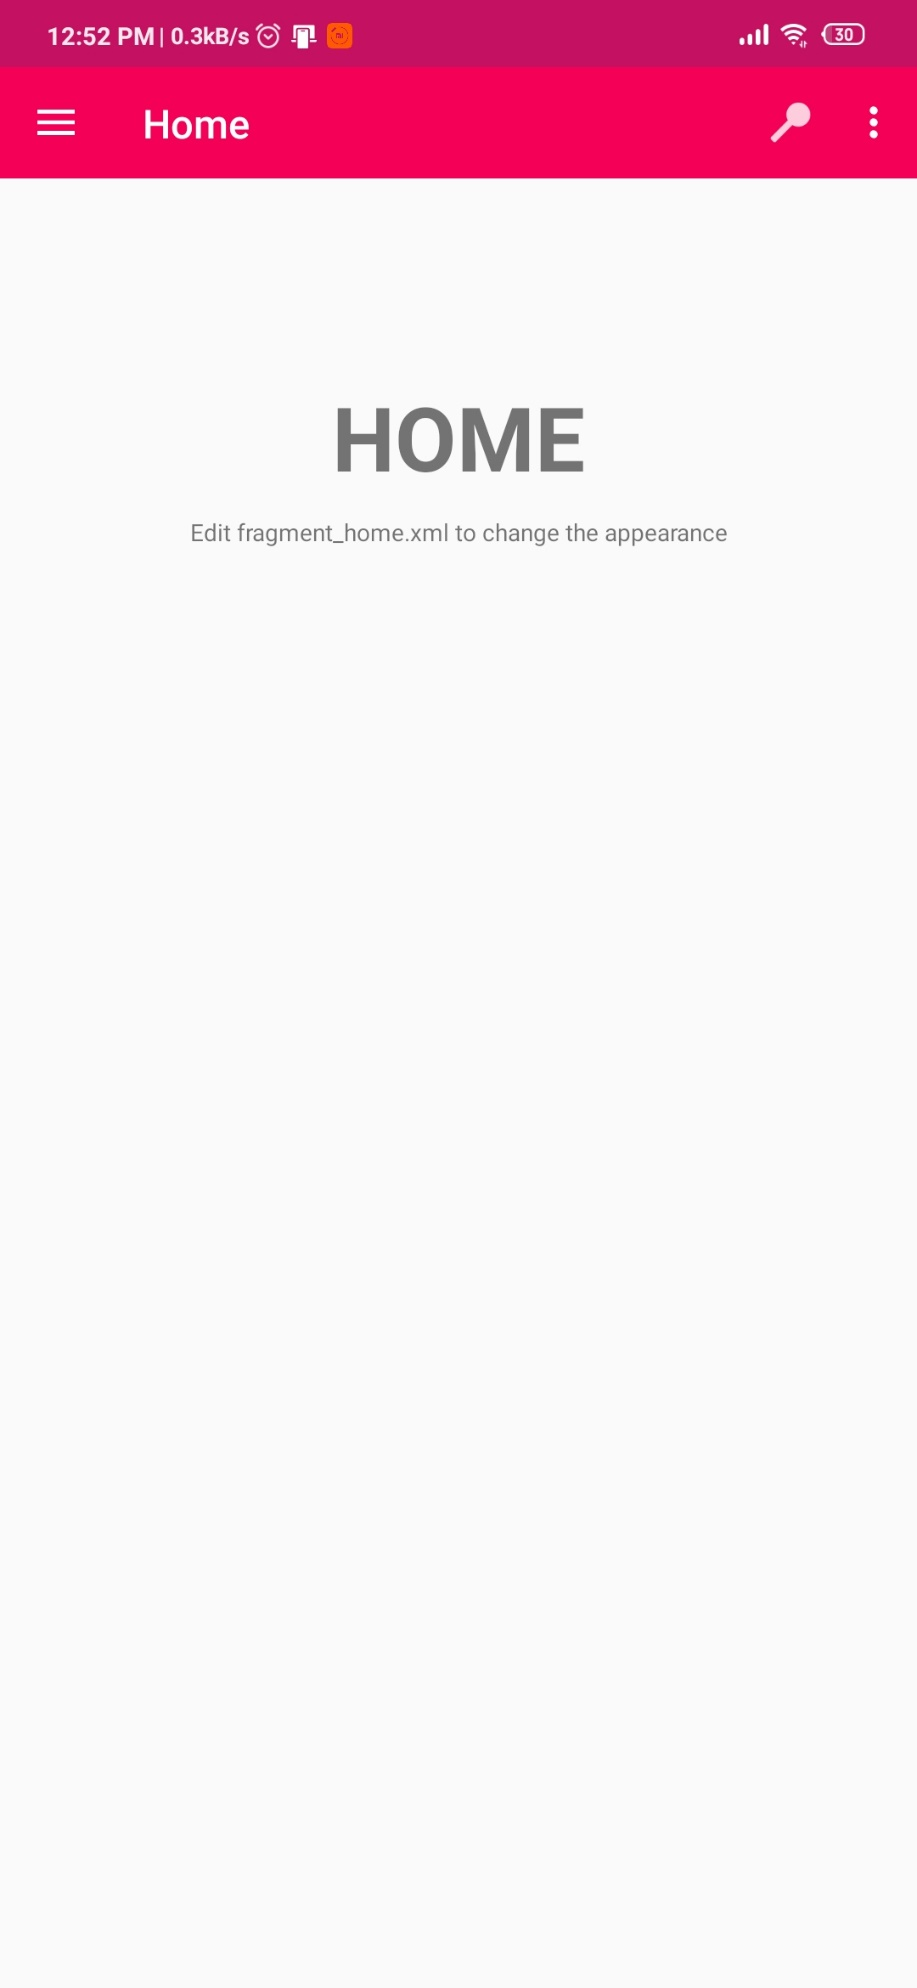 12:52 PM | 0.3kB/s 30
Home
HOME
Edit fragment_home.xml to change the appearance